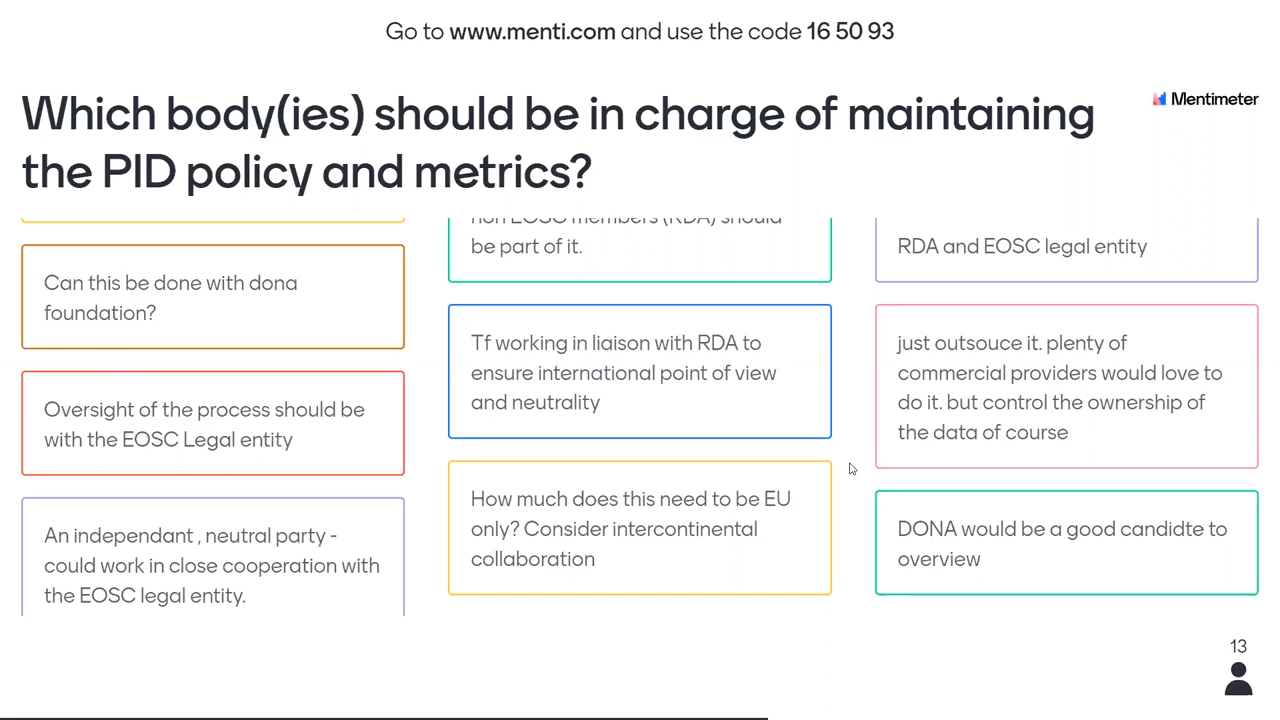 Go to www.menti.com and use the code 16 50 93
Which body(ies) should be in charge of maintaining
the PID policy and metrics?
Mentimeter
Can this be done with dona
foundation?
Oversight of the process should be
with the EOSC Legal entity
An independant , neutral party -
could work in close cooperation with
the EOSC legal entity.
non EOSC members (RDA) should
be part of it.
Tf working in liaison with RDA to
ensure international point of view
and neutrality
How much does this need to be EU
only? Consider intercontinental
collaboration
RDA and EOSC legal entity
just outsouce it. plenty of
commercial providers would love to
do it. but control the ownership of
the data of course
DONA would be a good candidte to
overview
13